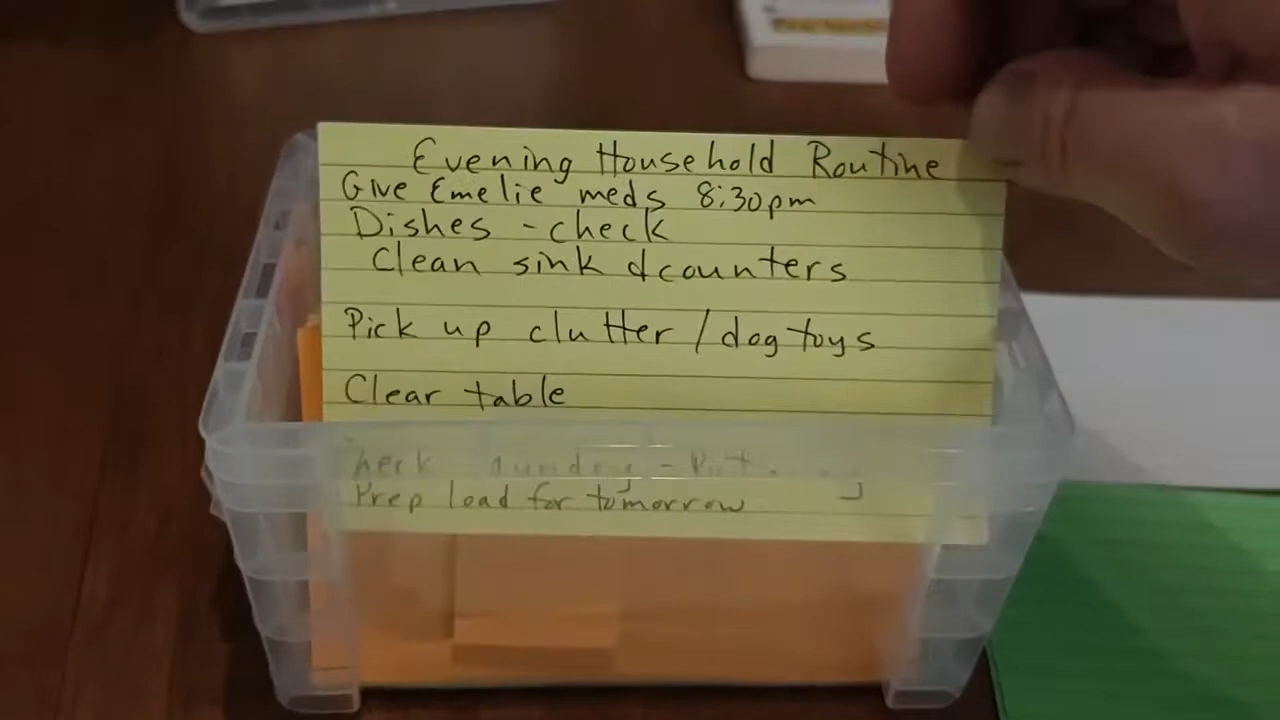 Evening Household Routine
Give Emelie meds 8:30pm
Dishes - check
Clean sink & counters
Pick up clutter / dog toys
Clear table
Prep load for tomorrow